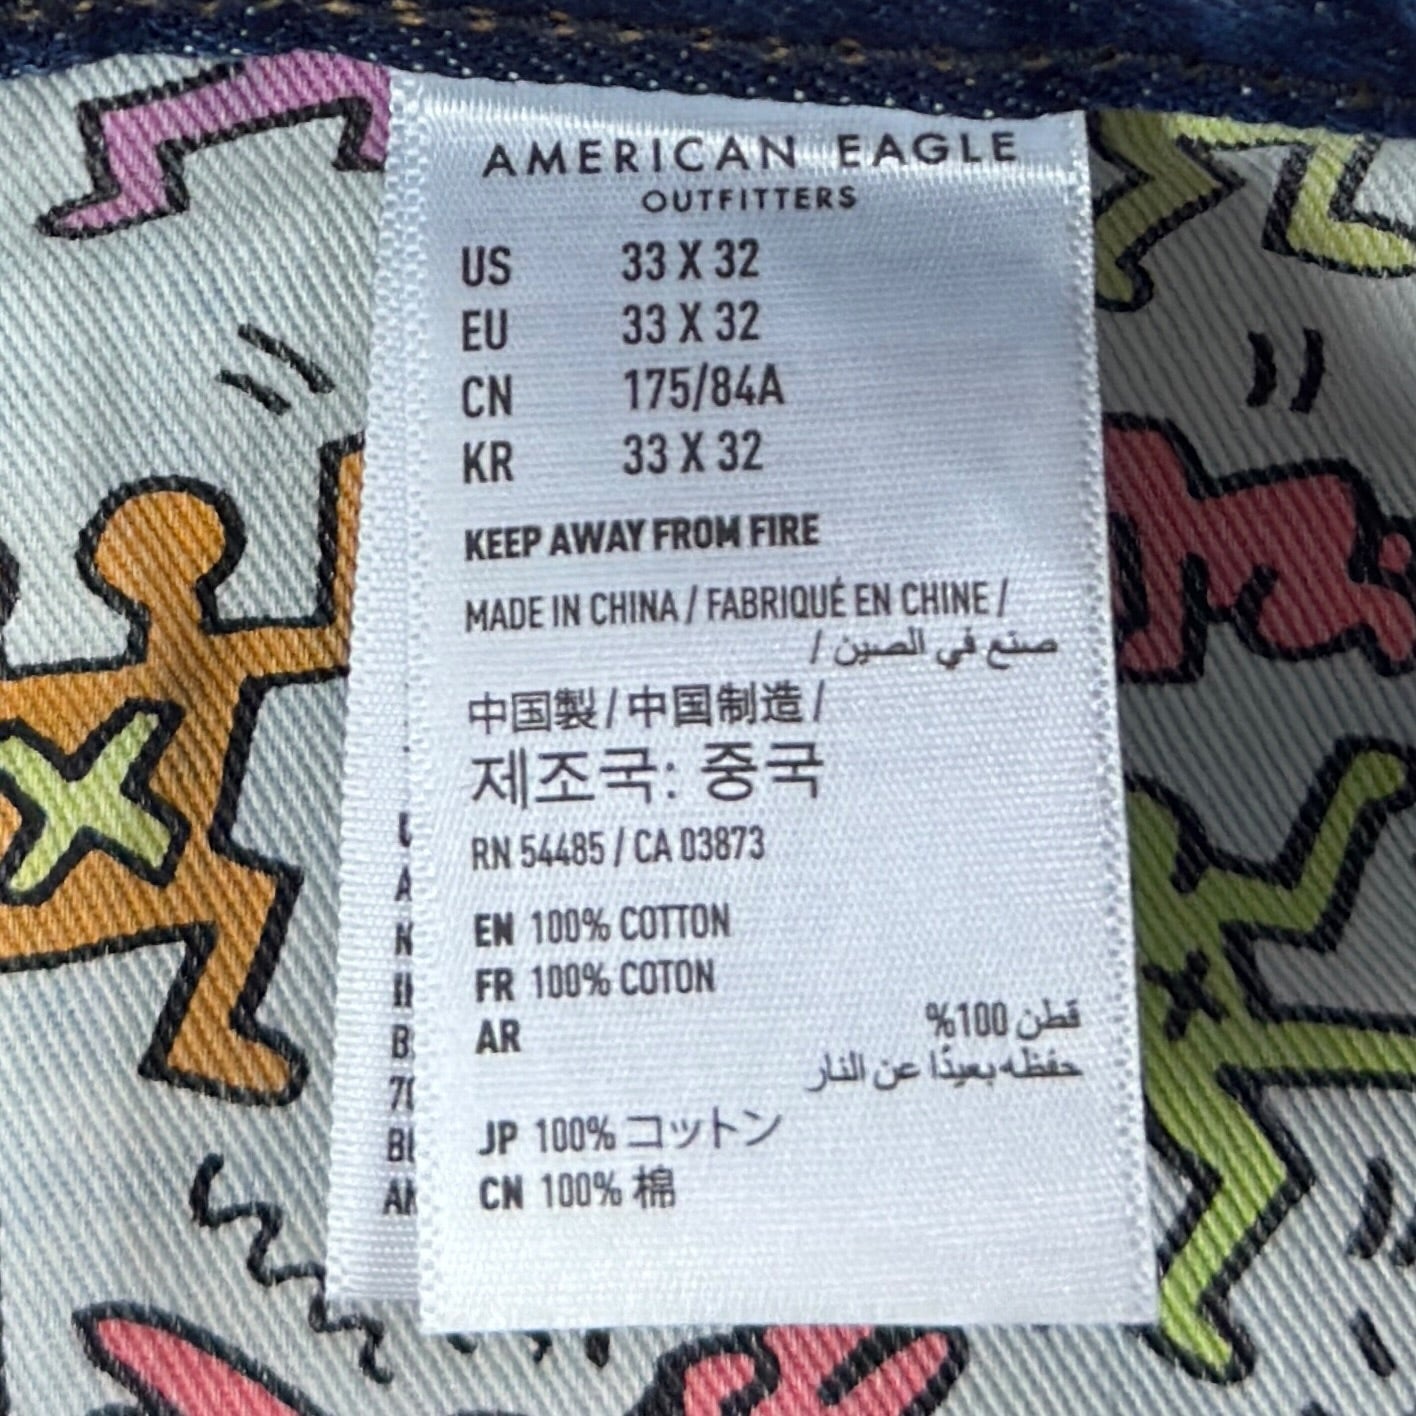 AMERICAN EAGLE
OUTFITTERS
US 33 X 32
EU 33 X 32
CN 175/84A
KR 33 X 32
KEEP AWAY FROM FIRE
MADE IN CHINA / FABRIQUÉ EN CHINE /
صنع في الصين /
中国製 / 中国制造 /
제조국: 중국
RN 54485 / CA 03873
EN 100% COTTON
FR 100% COTON
AR قطن 100%
حفظه بعيدًا عن النار
JP 100% コットン
CN 100% 棉